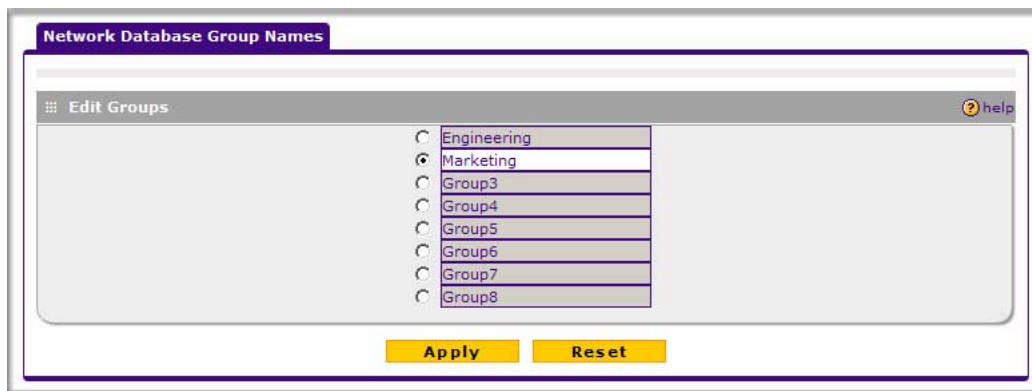 Network Database Group Names
Edit Groups
help
Engineering
Marketing
Group3
Group4
Group5
Group6
Group7
Group8
Apply Reset